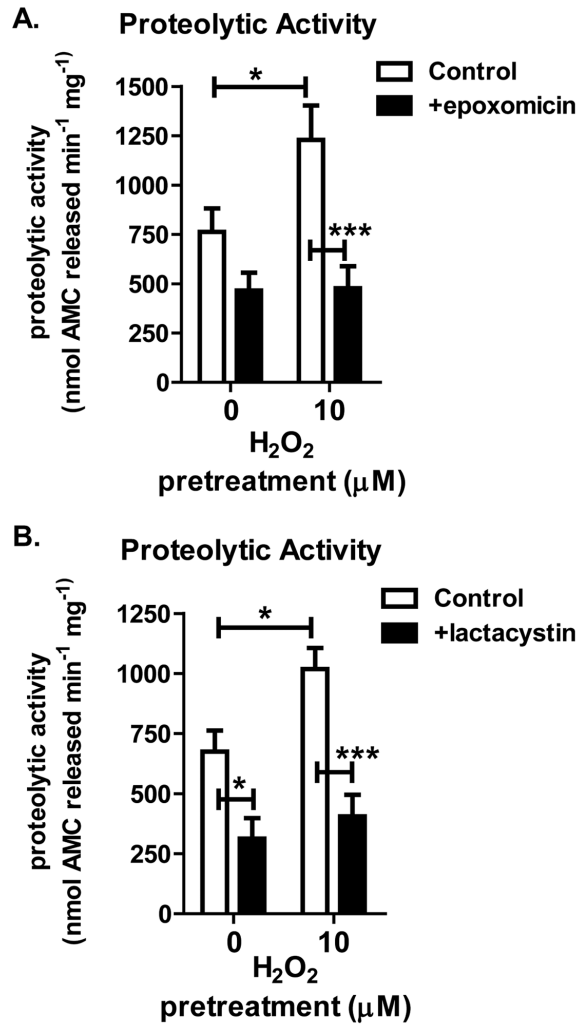 A.
Proteolytic Activity
proteolytic activity
(nmol AMC released min⁻¹ mg⁻¹)
1500
1250
1000
750
500
250
0
*
***
Control
+epoxomicin
0 10
H₂O₂
pretreatment (μM)
B.
Proteolytic Activity
proteolytic activity
(nmol AMC released min⁻¹ mg⁻¹)
1250
1000
750
500
250
0
*
*
***
Control
+lactacystin
0 10
H₂O₂
pretreatment (μM)